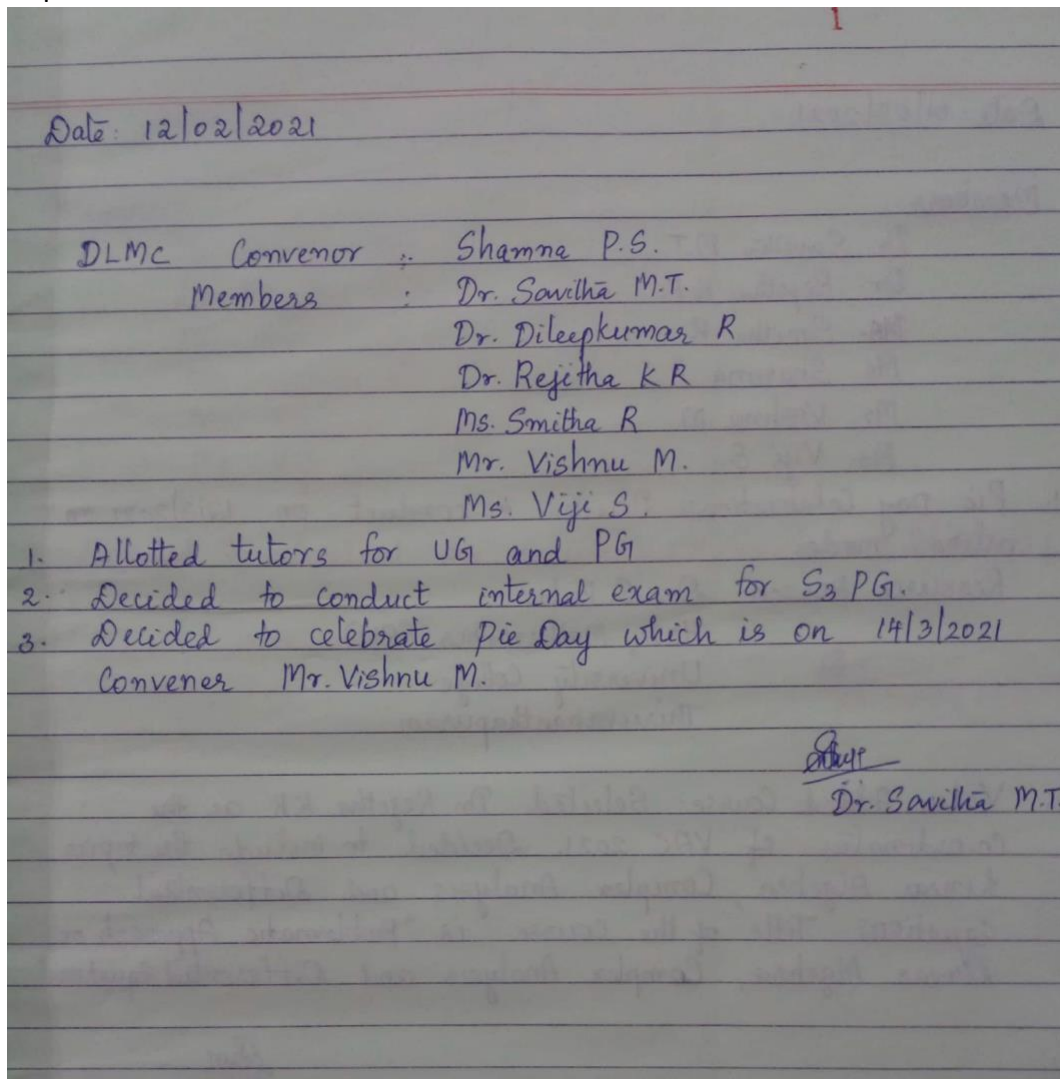 1
Date: 12/02/2021
DLMC Convenor : Shamna P.S.
Members : Dr. Savitha M.T.
Dr. Dileepkumar R
Dr. Rejitha K R
Ms. Smitha R
Mr. Vishnu M.
Ms. Viji S.
1. Allotted tutors for UG and PG
2. Decided to conduct internal exam for S3 PG.
3. Decided to celebrate Pie Day which is on 14/3/2021
Convener Mr. Vishnu M.
Dr. Savitha M.T.